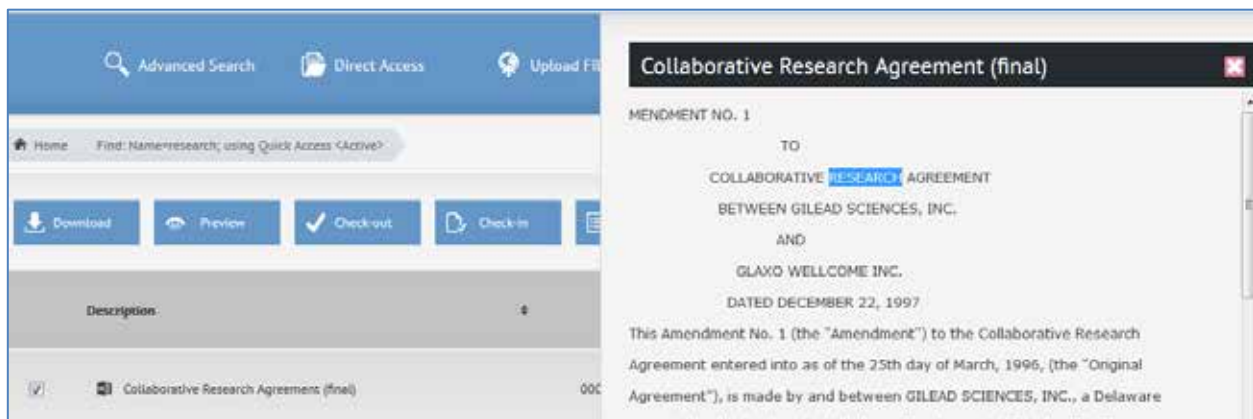 Advanced Search
Direct Access
Upload Fil
Home
Find: Name=research; using Quick Access <Active>
Download
Preview
Check-out
Check-in
Description
Collaborative Research Agreement (final)
000
Collaborative Research Agreement (final)
MENDMENT NO. 1
TO
COLLABORATIVE RESEARCH AGREEMENT
BETWEEN GILEAD SCIENCES, INC.
AND
GLAXO WELLCOME INC.
DATED DECEMBER 22, 1997
This Amendment No. 1 (the "Amendment") to the Collaborative Research
Agreement entered into as of the 25th day of March, 1996, (the "Original
Agreement"), is made by and between GILEAD SCIENCES, INC., a Delaware